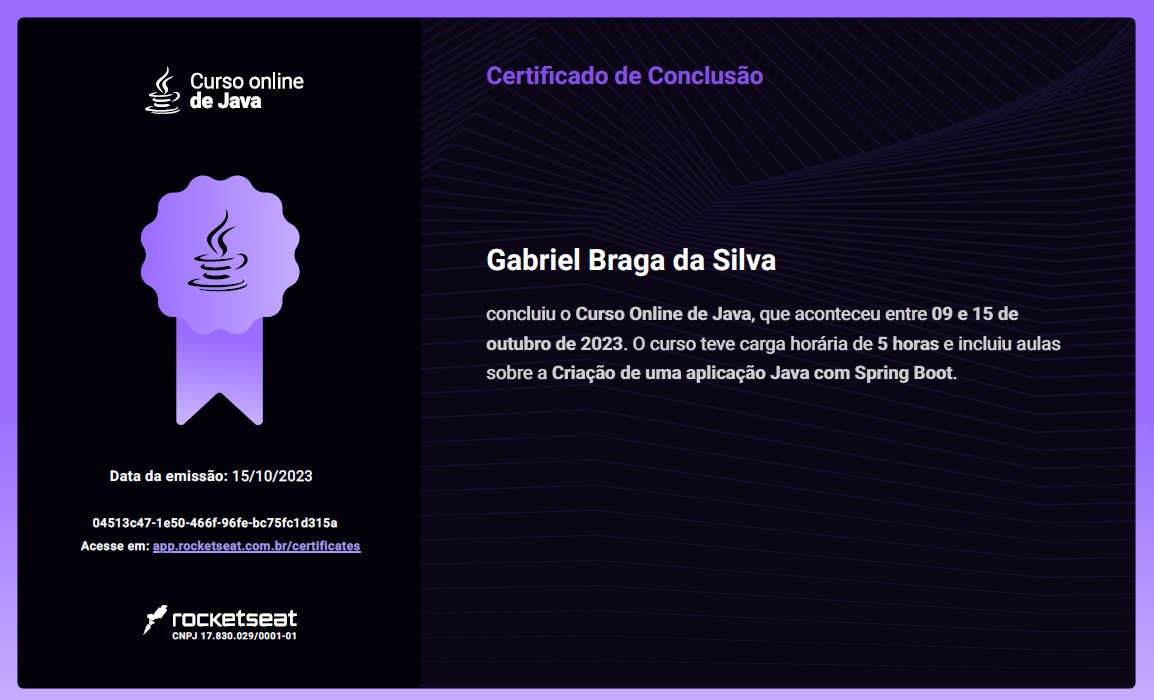 Curso online
de Java
Data da emissão: 15/10/2023
04513c47-1e50-466f-96fe-bc75fc1d315a
Acesse em: app.rocketseat.com.br/certificates
rocketseat
CNPJ 17.830.029/0001-01
Certificado de Conclusão
Gabriel Braga da Silva
concluiu o Curso Online de Java, que aconteceu entre 09 e 15 de
outubro de 2023. O curso teve carga horária de 5 horas e incluiu aulas
sobre a Criação de uma aplicação Java com Spring Boot.